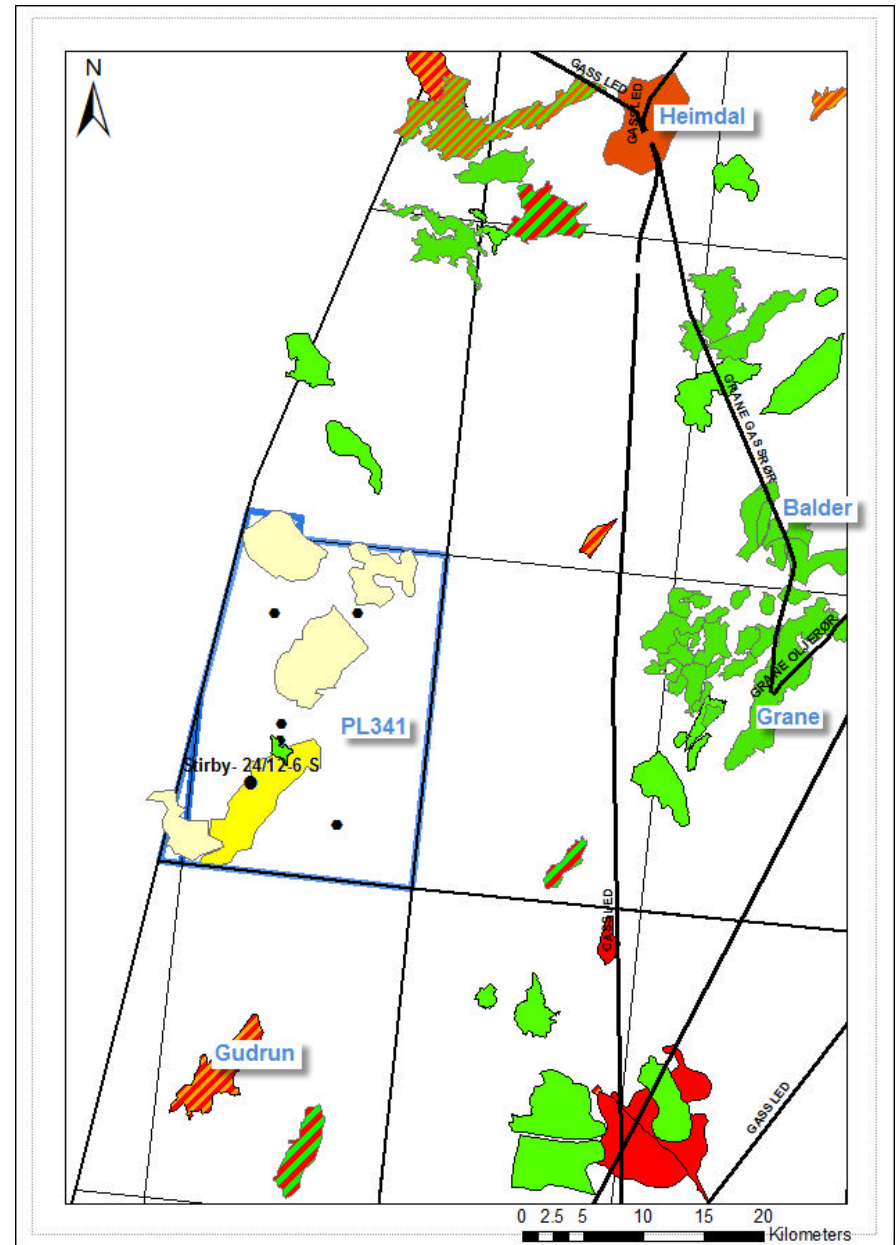 N
GASS LED
GASS LED
Heimdal
GRANE GASSRØR
Balder
GRANE OLJERØR
Grane
PL341
Stirby- 24/12-6 S
GASS LED
Gudrun
GASS LED
0 2.5 5 10 15 20
Kilometers